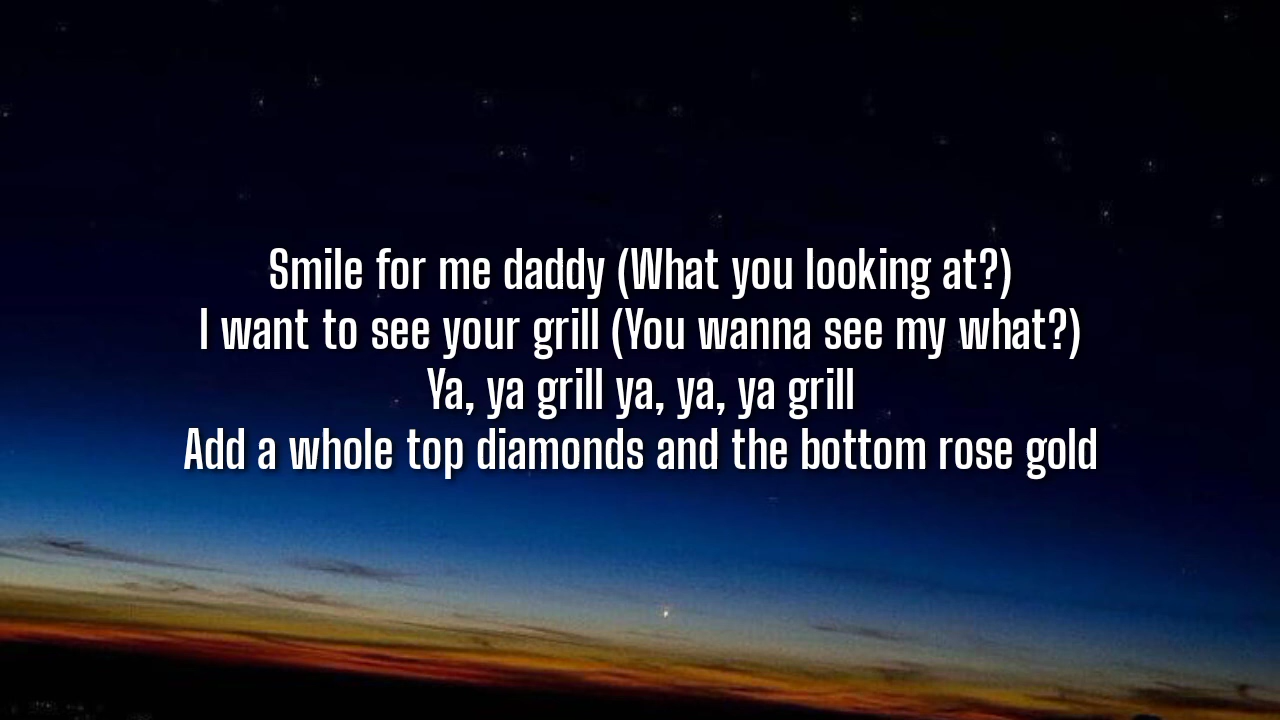 Smile for me daddy (What you looking at?)
I want to see your grill (You wanna see my what?)
Ya, ya grill ya, ya, ya grill
Add a whole top diamonds and the bottom rose gold